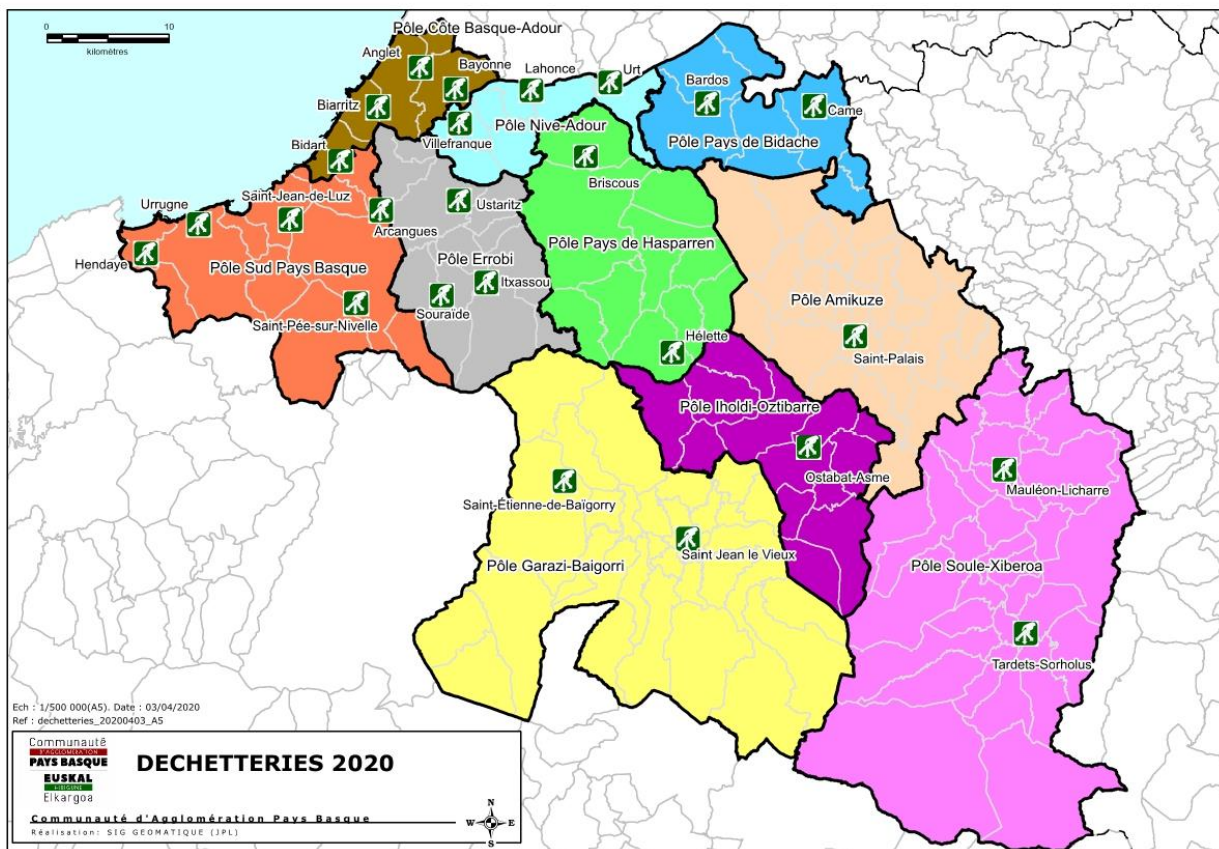 0 10
kilomètres
Pôle Côte Basque-Adour
Anglet
Bayonne
Lahonce
Urt
Biarritz
Bardos
Came
Villefranque
Pôle Nive-Adour
Pôle Pays de Bidache
Bidart
Briscous
Saint-Jean-de-Luz
Urrugne
Ustaritz
Arcangues
Hendaye
Pôle Sud Pays Basque
Pôle Errobi
Pôle Pays de Hasparren
Itxassou
Souraïde
Saint-Pée-sur-Nivelle
Pôle Amikuze
Hélette
Saint-Palais
Pôle Iholdi-Oztibarre
Ostabat-Asme
Mauléon-Licharre
Saint-Étienne-de-Baïgorry
Saint Jean le Vieux
Pôle Garazi-Baigorri
Pôle Soule-Xiberoa
Tardets-Sorholus
Ech : 1/500 000(A5). Date : 03/04/2020
Ref : dechetteries_20200403_A5
Communauté
D'AGGLOMÉRATION
PAYS BASQUE
EUSKAL
HIRIGUNE
Elkargoa
DECHETTERIES 2020
Communauté d'Agglomération Pays Basque
Réalisation: SIG GEOMATIQUE (JPL)
N
W E
S